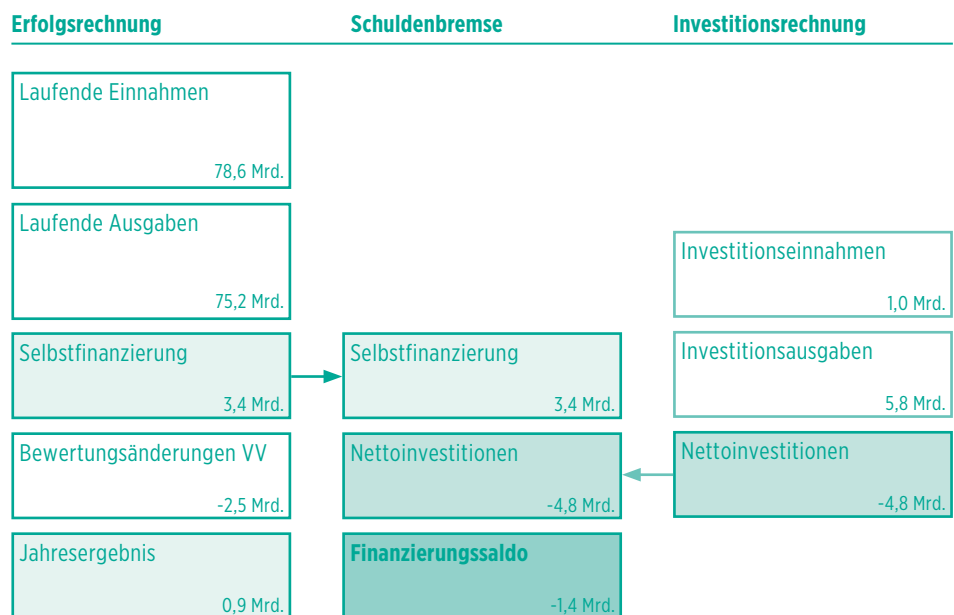 Erfolgsrechnung
Schuldenbremse
Investitionsrechnung
Laufende Einnahmen
78,6 Mrd.
Laufende Ausgaben
75,2 Mrd.
Investitionseinnahmen
1,0 Mrd.
Selbstfinanzierung
3,4 Mrd.
Selbstfinanzierung
3,4 Mrd.
Investitionsausgaben
5,8 Mrd.
Bewertungsänderungen VV
-2,5 Mrd.
Nettoinvestitionen
-4,8 Mrd.
Nettoinvestitionen
-4,8 Mrd.
Jahresergebnis
0,9 Mrd.
Finanzierungssaldo
-1,4 Mrd.